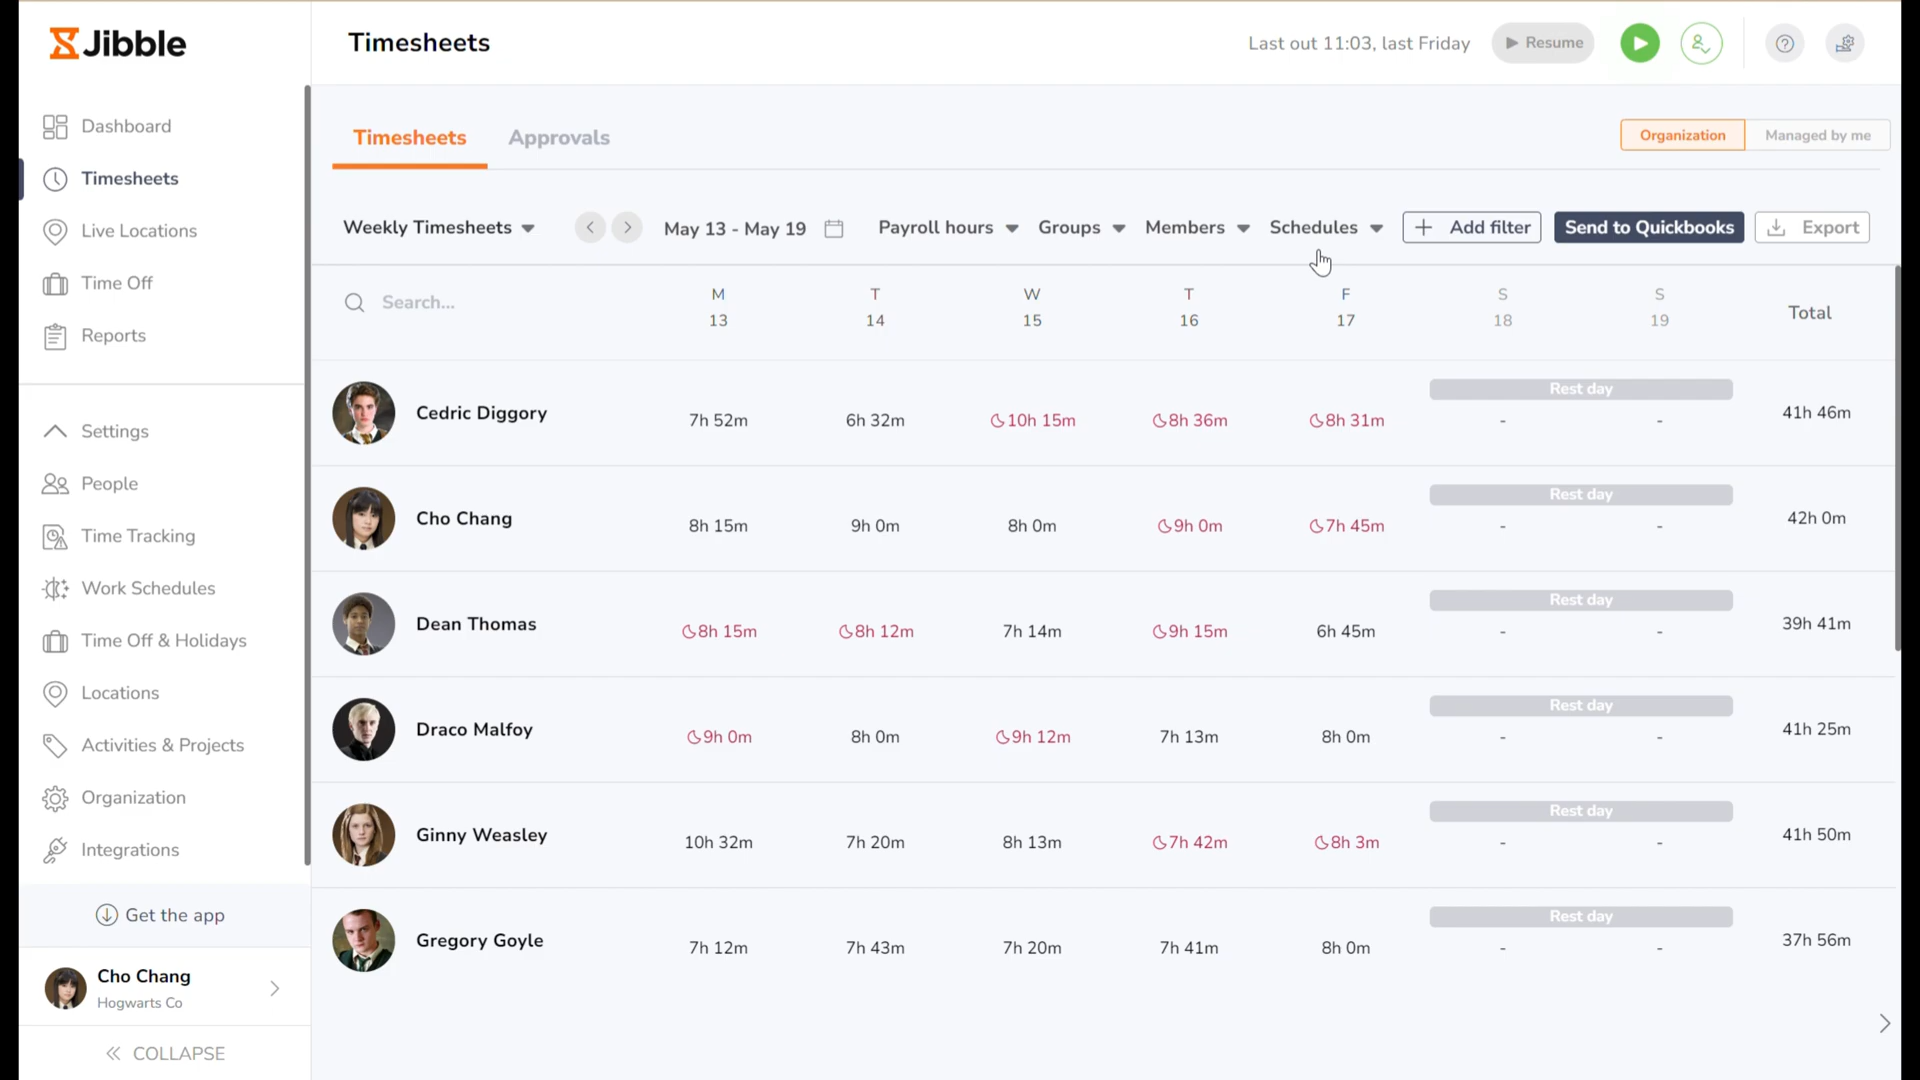 Jibble
Timesheets
Last out 11:03, last Friday
Resume
Dashboard
Timesheets
Live Locations
Time Off
Reports
Settings
People
Time Tracking
Work Schedules
Time Off & Holidays
Locations
Activities & Projects
Organization
Integrations
Get the app
Cho Chang
Hogwarts Co
COLLAPSE
Timesheets Approvals
Organization Managed by me
Weekly Timesheets May 13 - May 19 Payroll hours Groups Members Schedules Add filter Send to Quickbooks Export
Search...
M T W T F S S
13 14 15 16 17 18 19
Total
Rest day
Cedric Diggory 7h 52m 6h 32m 10h 15m 8h 36m 8h 31m - - 41h 46m
Rest day
Cho Chang 8h 15m 9h 0m 8h 0m 9h 0m 7h 45m - - 42h 0m
Rest day
Dean Thomas 8h 15m 8h 12m 7h 14m 9h 15m 6h 45m - - 39h 41m
Rest day
Draco Malfoy 9h 0m 8h 0m 9h 12m 7h 13m 8h 0m - - 41h 25m
Rest day
Ginny Weasley 10h 32m 7h 20m 8h 13m 7h 42m 8h 3m - - 41h 50m
Rest day
Gregory Goyle 7h 12m 7h 43m 7h 20m 7h 41m 8h 0m - - 37h 56m